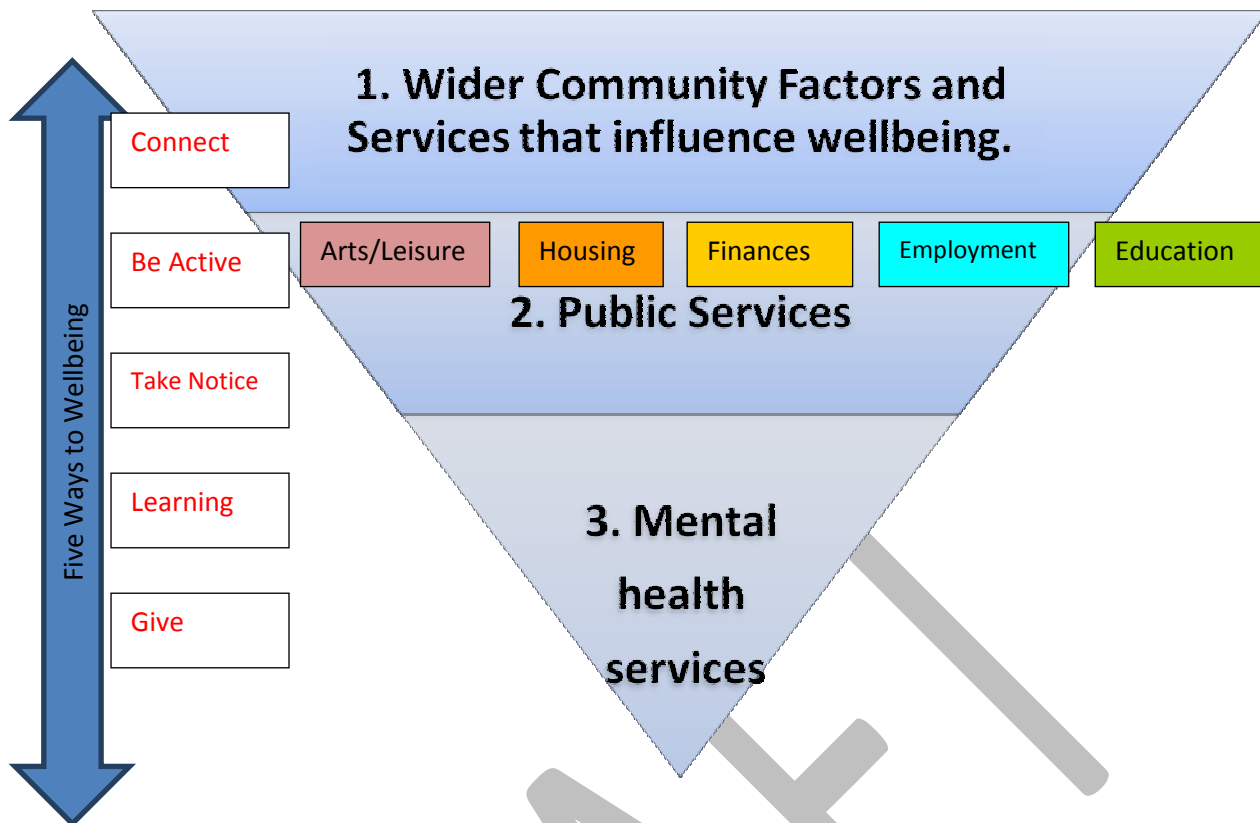 1. Wider Community Factors and
Services that influence wellbeing.
Connect
Be Active
Take Notice
Learning
Give
Five Ways to Wellbeing
Arts/Leisure
Housing
Finances
Employment
Education
2. Public Services
3. Mental
health
services